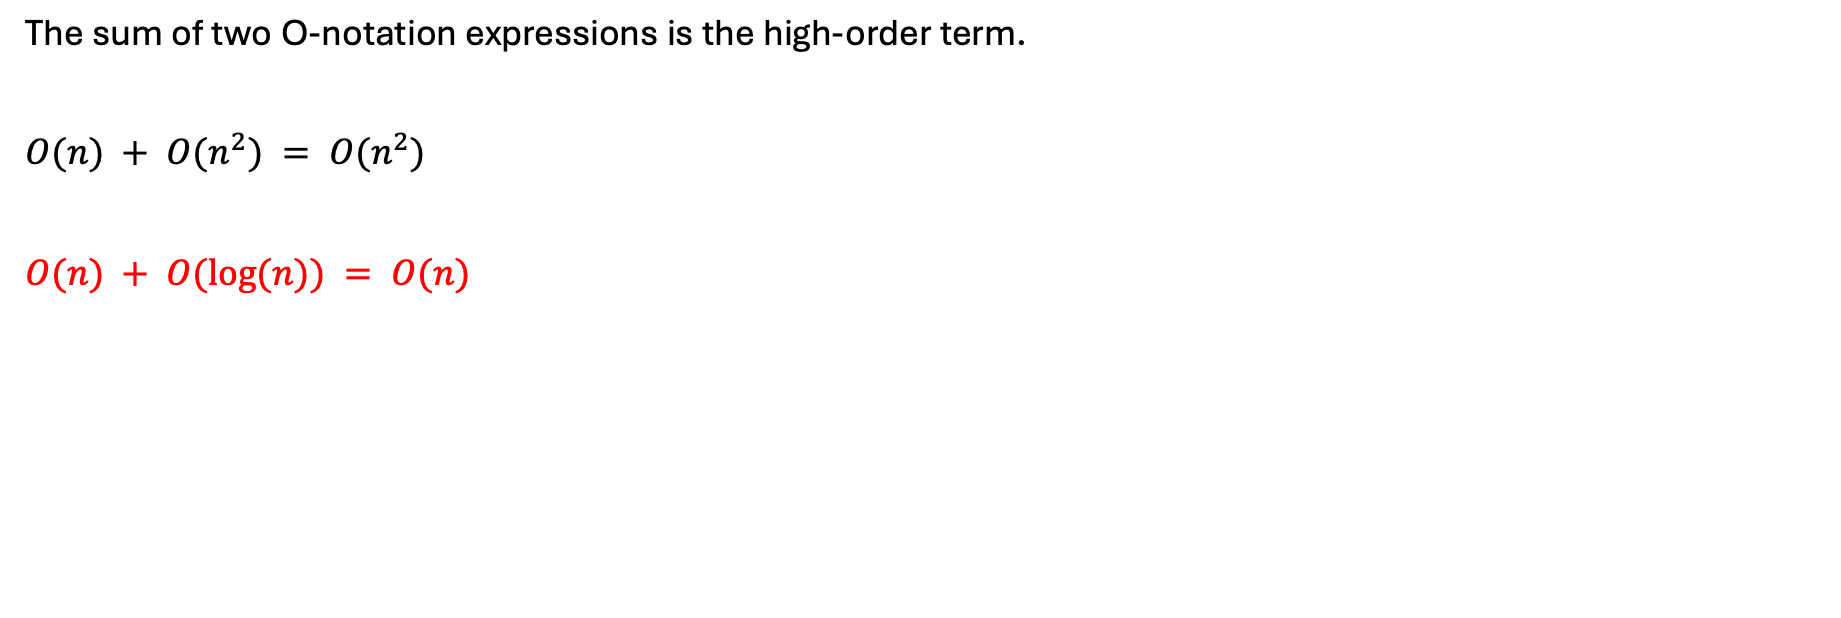 The sum of two O-notation expressions is the high-order term.
O(n) + O(n²) = O(n²)
O(n) + O(log(n)) = O(n)